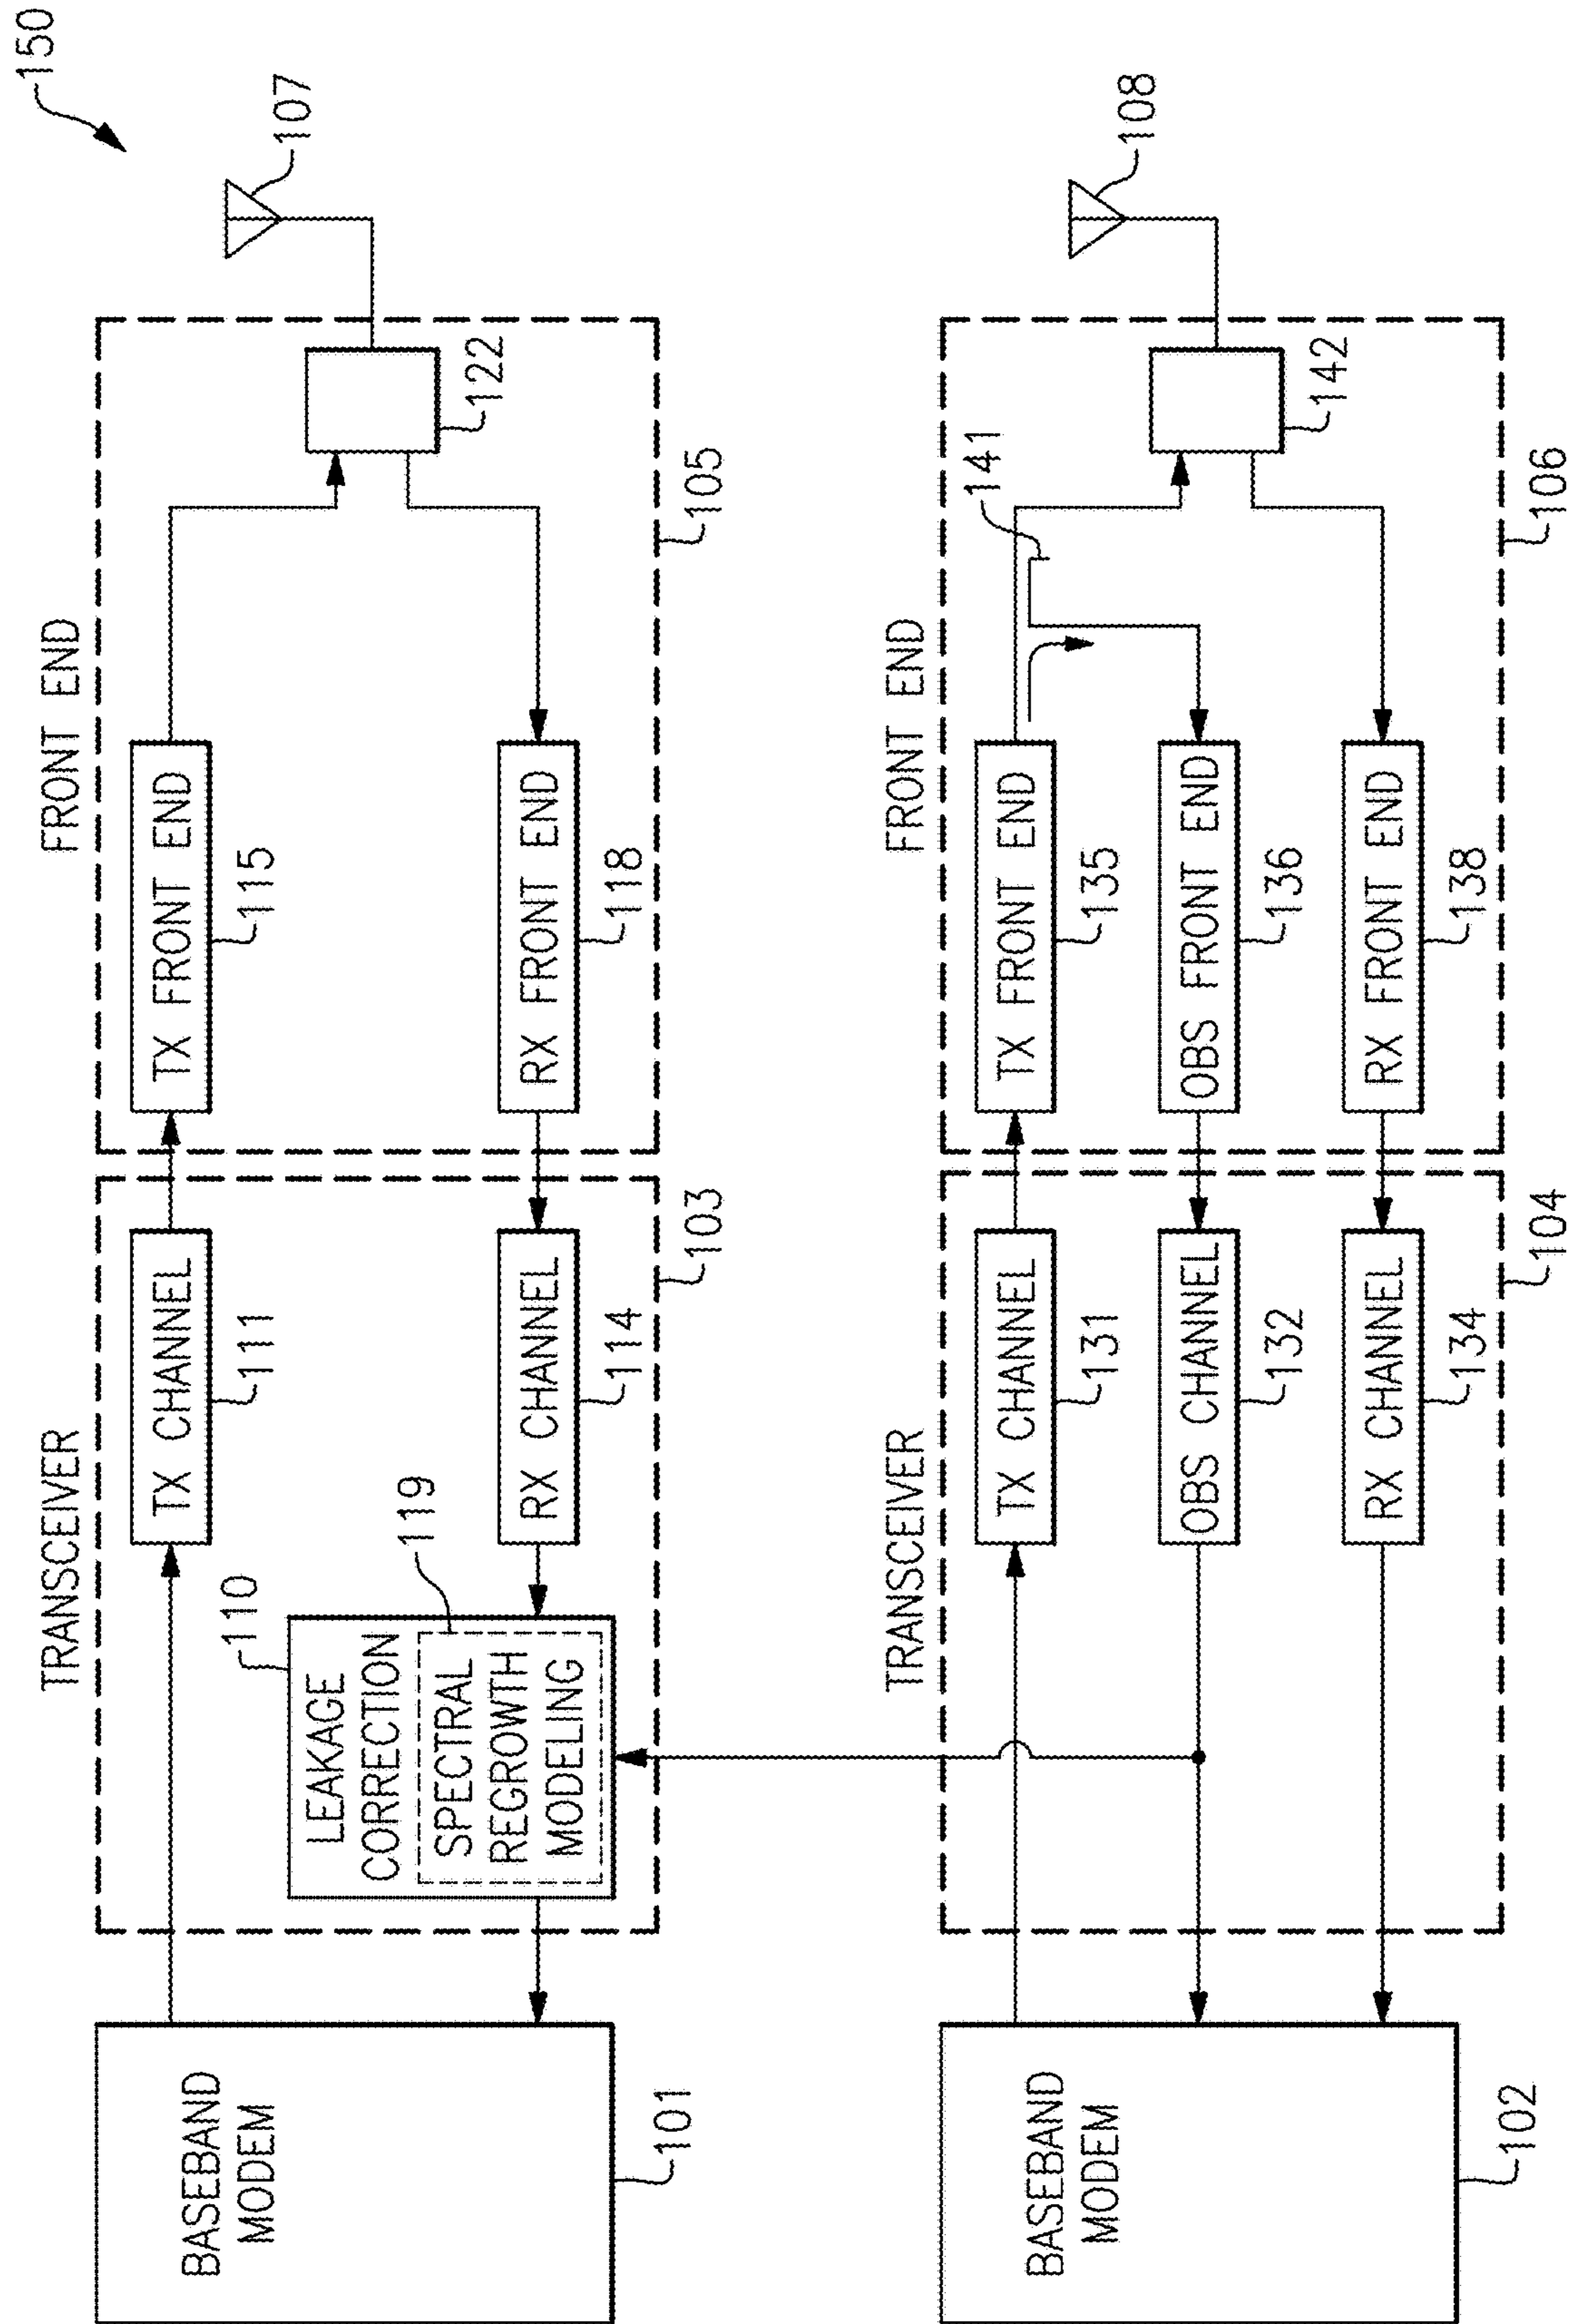 150
FRONT END
TRANSCEIVER
107
TX FRONT END
115
TX CHANNEL
111
122
110
LEAKAGE
CORRECTION
119
SPECTRAL
REGROWTH
MODELING
BASEBAND
MODEM
RX FRONT END
118
RX CHANNEL
114
105
103
101
FRONT END
TRANSCEIVER
108
141
TX FRONT END
135
TX CHANNEL
131
142
OBS FRONT END
136
OBS CHANNEL
132
BASEBAND
MODEM
RX FRONT END
138
RX CHANNEL
134
106
104
102